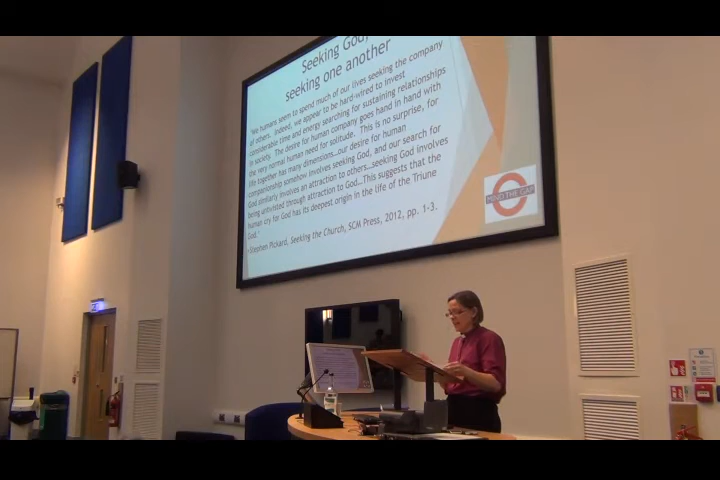 Seeking God,
seeking one another
"We humans seem to spend much of our lives seeking the company
of others. Indeed, we appear to be hard-wired to invest
considerable time and energy searching for sustaining relationships
in society. The desire for human company goes hand in hand with
the very normal human need for solitude. This is no surprise, for
life together has many dimensions...our desire for human
companionship somehow involves seeking God, and our search for
God similarly involves an attraction to others...seeking God involves
being untwisted through attraction to God...This suggests that the
human cry for God has its deepest origin in the life of the Triune
God."
Stephen Pickard, Seeking the Church, SCM Press, 2012, pp. 1-3.
MIND THE GAP